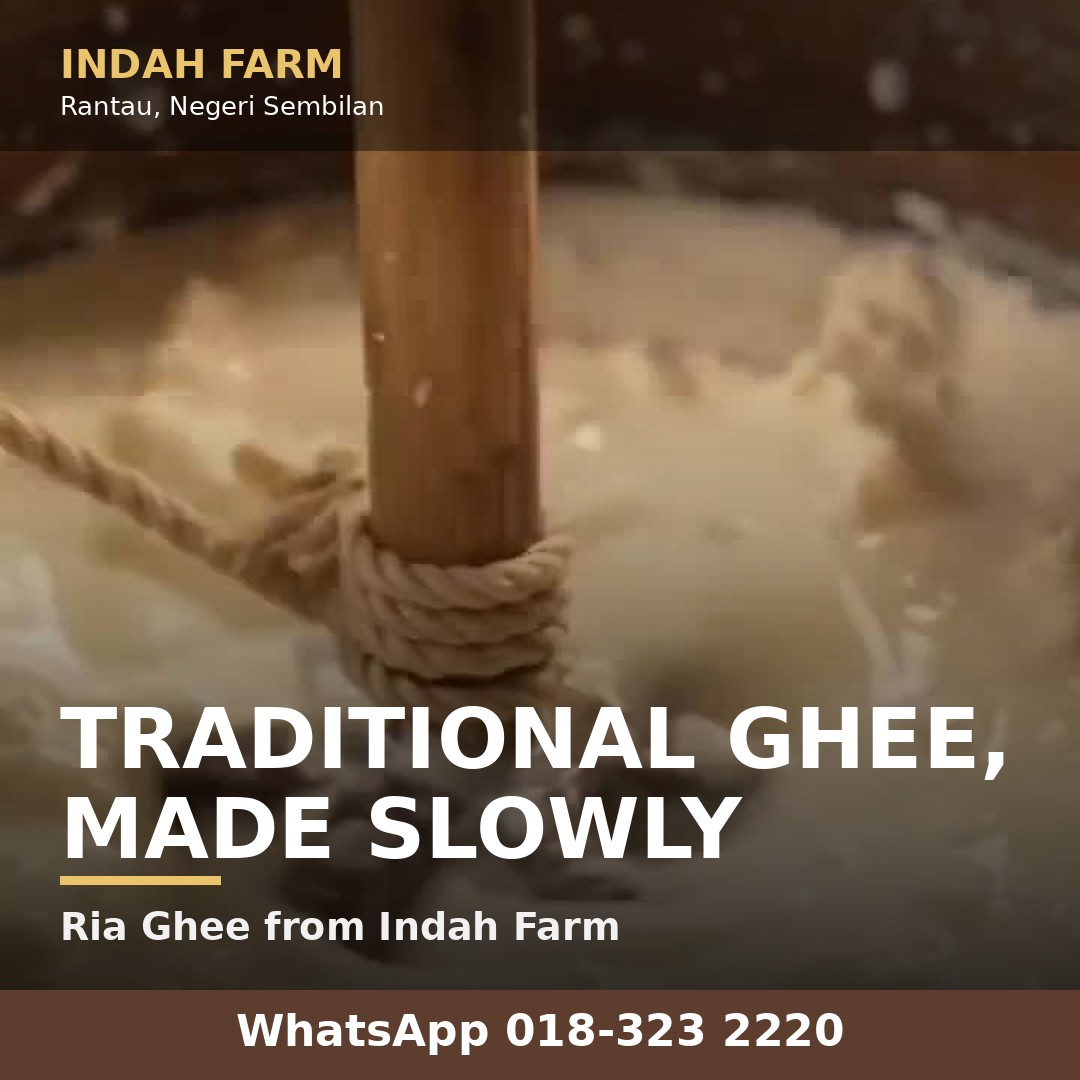 INDAH FARM
Rantau, Negeri Sembilan
TRADITIONAL GHEE,
MADE SLOWLY
Ria Ghee from Indah Farm
WhatsApp 018-323 2220